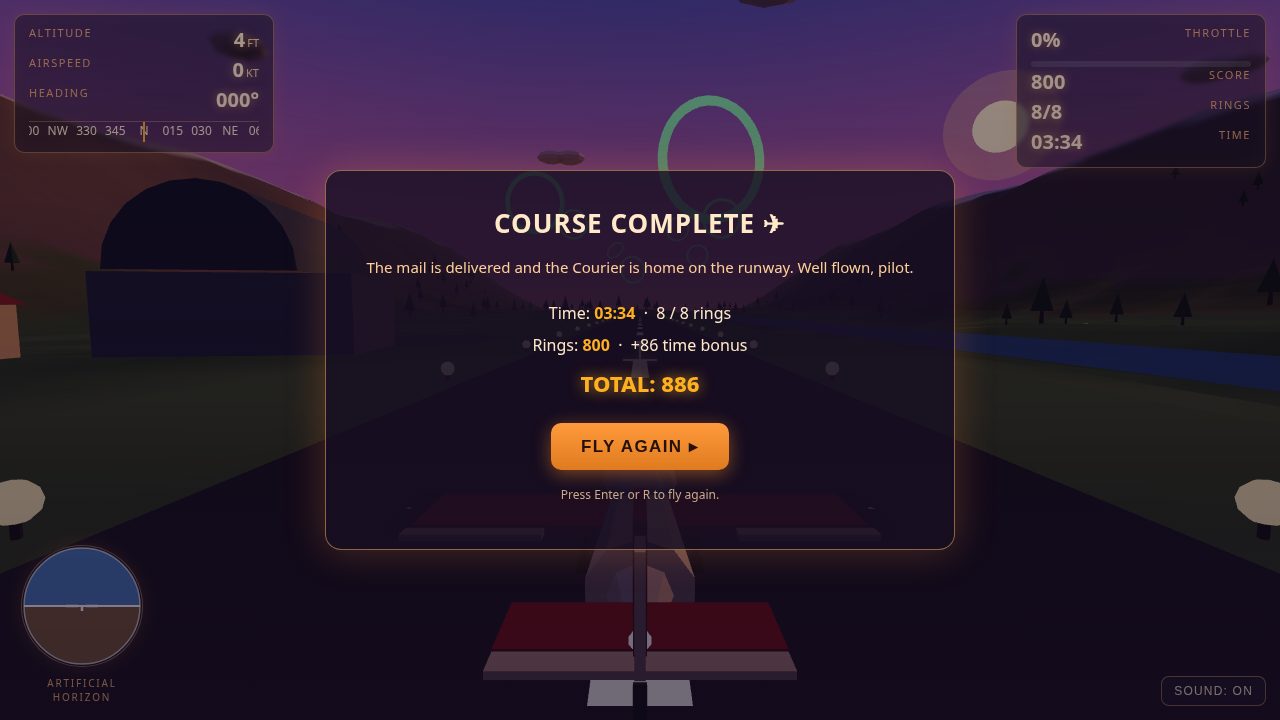 ALTITUDE 4 FT
AIRSPEED 0 KT
HEADING 000°
NW 330 345 N 015 030 NE
0% THROTTLE
800 SCORE
8/8 RINGS
03:34 TIME
COURSE COMPLETE ✈
The mail is delivered and the Courier is home on the runway. Well flown, pilot.
Time: 03:34 · 8 / 8 rings
Rings: 800 · +86 time bonus
TOTAL: 886
FLY AGAIN ▸
Press Enter or R to fly again.
ARTIFICIAL
HORIZON
SOUND: ON